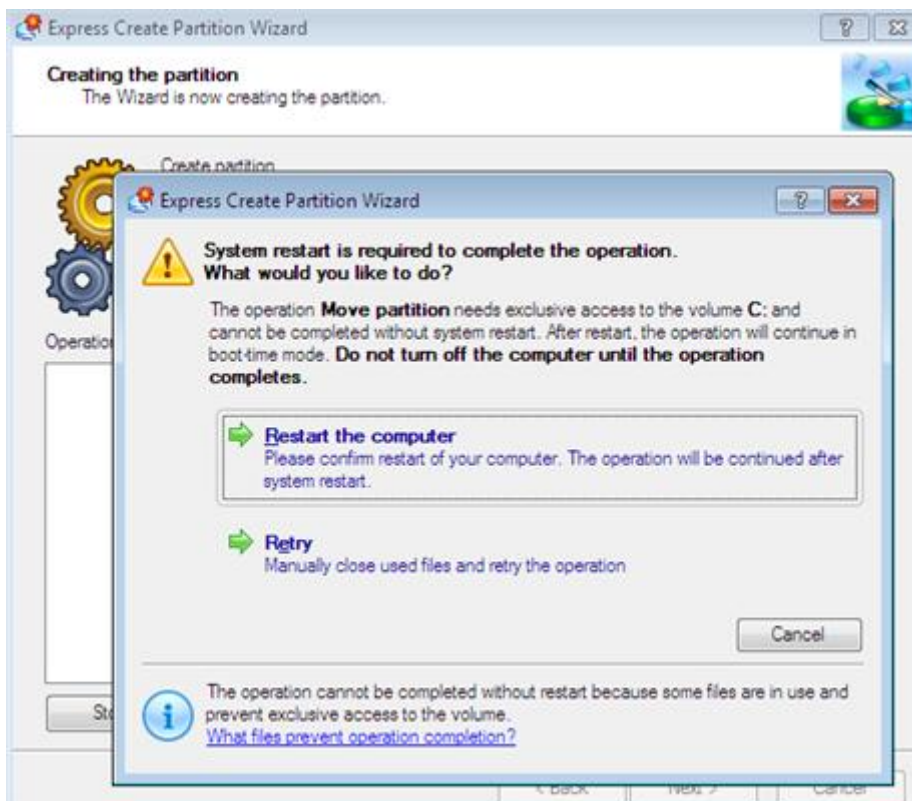 Express Create Partition Wizard
Creating the partition
The Wizard is now creating the partition.
Create partition
Express Create Partition Wizard
System restart is required to complete the operation.
What would you like to do?
The operation Move partition needs exclusive access to the volume C: and
cannot be completed without system restart. After restart, the operation will continue in
boot-time mode. Do not turn off the computer until the operation
completes.
Operation
Restart the computer
Please confirm restart of your computer. The operation will be continued after
system restart.
Retry
Manually close used files and retry the operation
Cancel
The operation cannot be completed without restart because some files are in use and
prevent exclusive access to the volume.
What files prevent operation completion?
< Back Next > Cancel